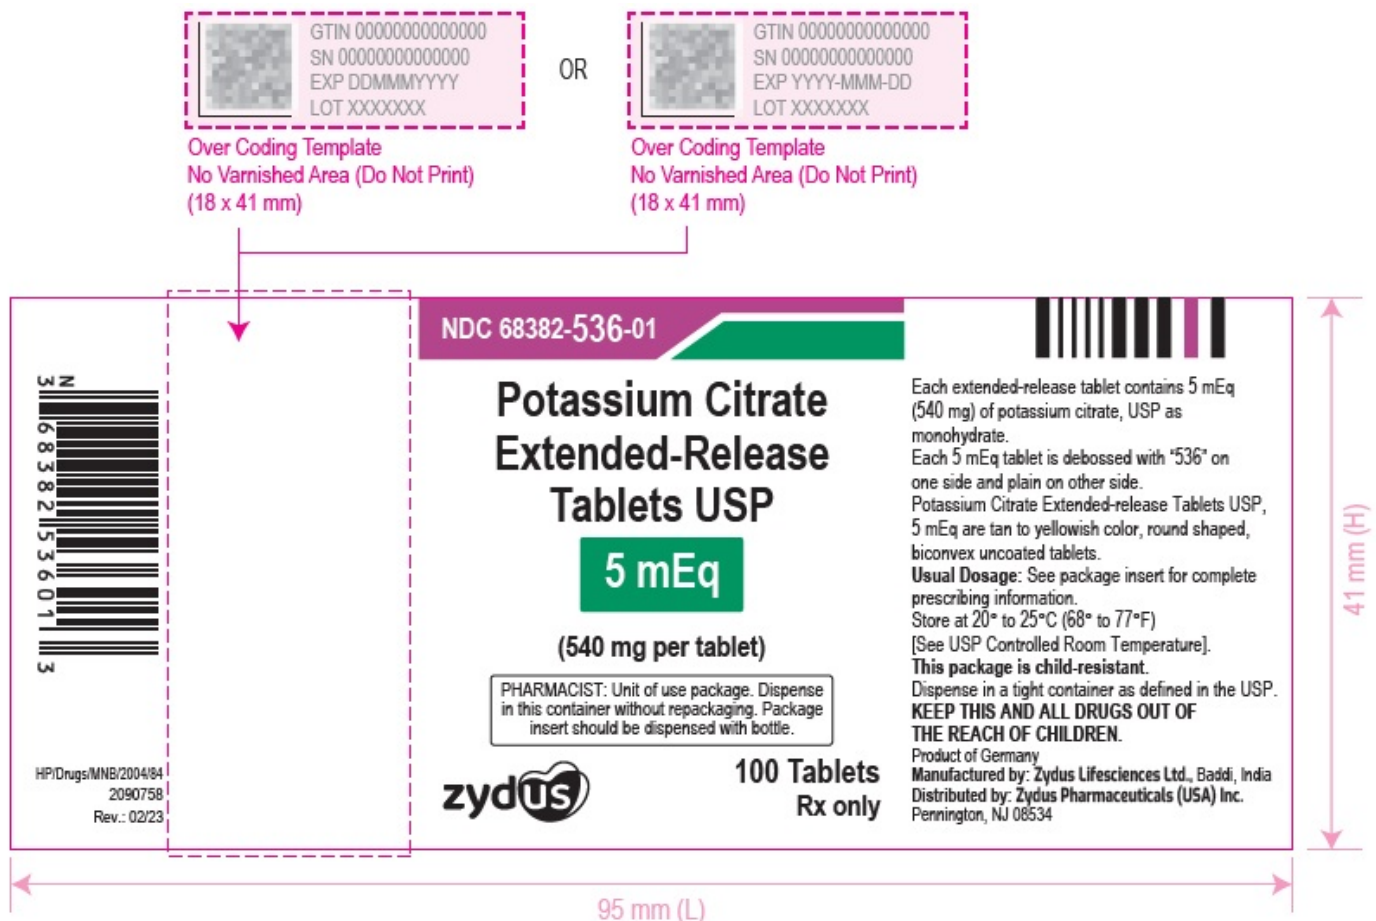 GTIN 00000000000000
SN 00000000000000
EXP DDMMMYYYY
LOT XXXXXXX
OR
GTIN 00000000000000
SN 00000000000000
EXP YYYY-MMM-DD
LOT XXXXXXX
Over Coding Template
No Varnished Area (Do Not Print)
(18 x 41 mm)
Over Coding Template
No Varnished Area (Do Not Print)
(18 x 41 mm)
N
3 68382 53601 3
HP/Drugs/MNB/2004/84
2090758
Rev.: 02/23
NDC 68382-536-01
Potassium Citrate
Extended-Release
Tablets USP
5 mEq
(540 mg per tablet)
PHARMACIST: Unit of use package. Dispense
in this container without repackaging. Package
insert should be dispensed with bottle.
zydus
100 Tablets
Rx only
Each extended-release tablet contains 5 mEq
(540 mg) of potassium citrate, USP as
monohydrate.
Each 5 mEq tablet is debossed with “536” on
one side and plain on other side.
Potassium Citrate Extended-release Tablets USP,
5 mEq are tan to yellowish color, round shaped,
biconvex uncoated tablets.
Usual Dosage: See package insert for complete
prescribing information.
Store at 20° to 25°C (68° to 77°F)
[See USP Controlled Room Temperature].
This package is child-resistant.
Dispense in a tight container as defined in the USP.
KEEP THIS AND ALL DRUGS OUT OF
THE REACH OF CHILDREN.
Product of Germany
Manufactured by: Zydus Lifesciences Ltd., Baddi, India
Distributed by: Zydus Pharmaceuticals (USA) Inc.
Pennington, NJ 08534
41 mm (H)
95 mm (L)